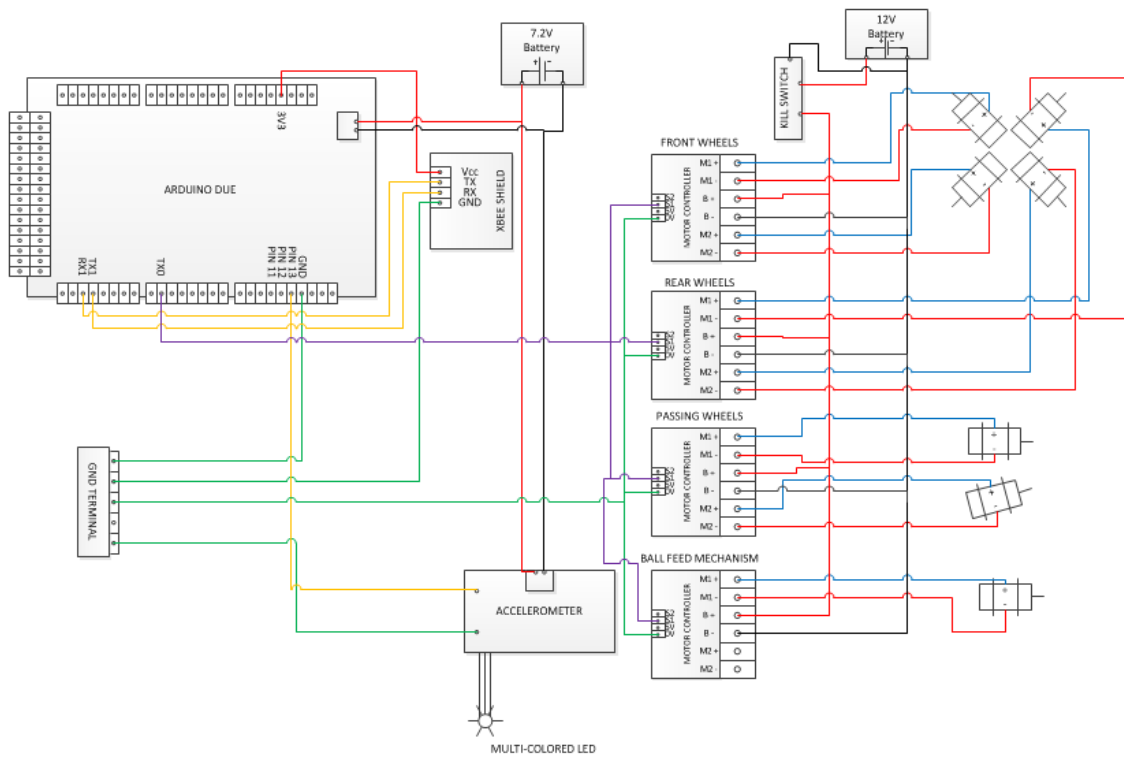 7.2V
Battery
+ -
12V
Battery
+ -
KILL SWITCH
3V3
ARDUINO DUE
Vcc
TX
RX
GND
XBEE SHIELD
RX1
TX1
TX0
PIN 11
PIN 12
PIN 13
GND
FRONT WHEELS
MOTOR CONTROLLER
M1 +
M1 -
B +
B -
M2 +
M2 -
REAR WHEELS
MOTOR CONTROLLER
M1 +
M1 -
B +
B -
M2 +
M2 -
PASSING WHEELS
MOTOR CONTROLLER
M1 +
M1 -
B +
B -
M2 +
M2 -
GND TERMINAL
BALL FEED MECHANISM
MOTOR CONTROLLER
M1 +
M1 -
B +
B -
M2 +
M2 -
ACCELEROMETER
MULTI-COLORED LED